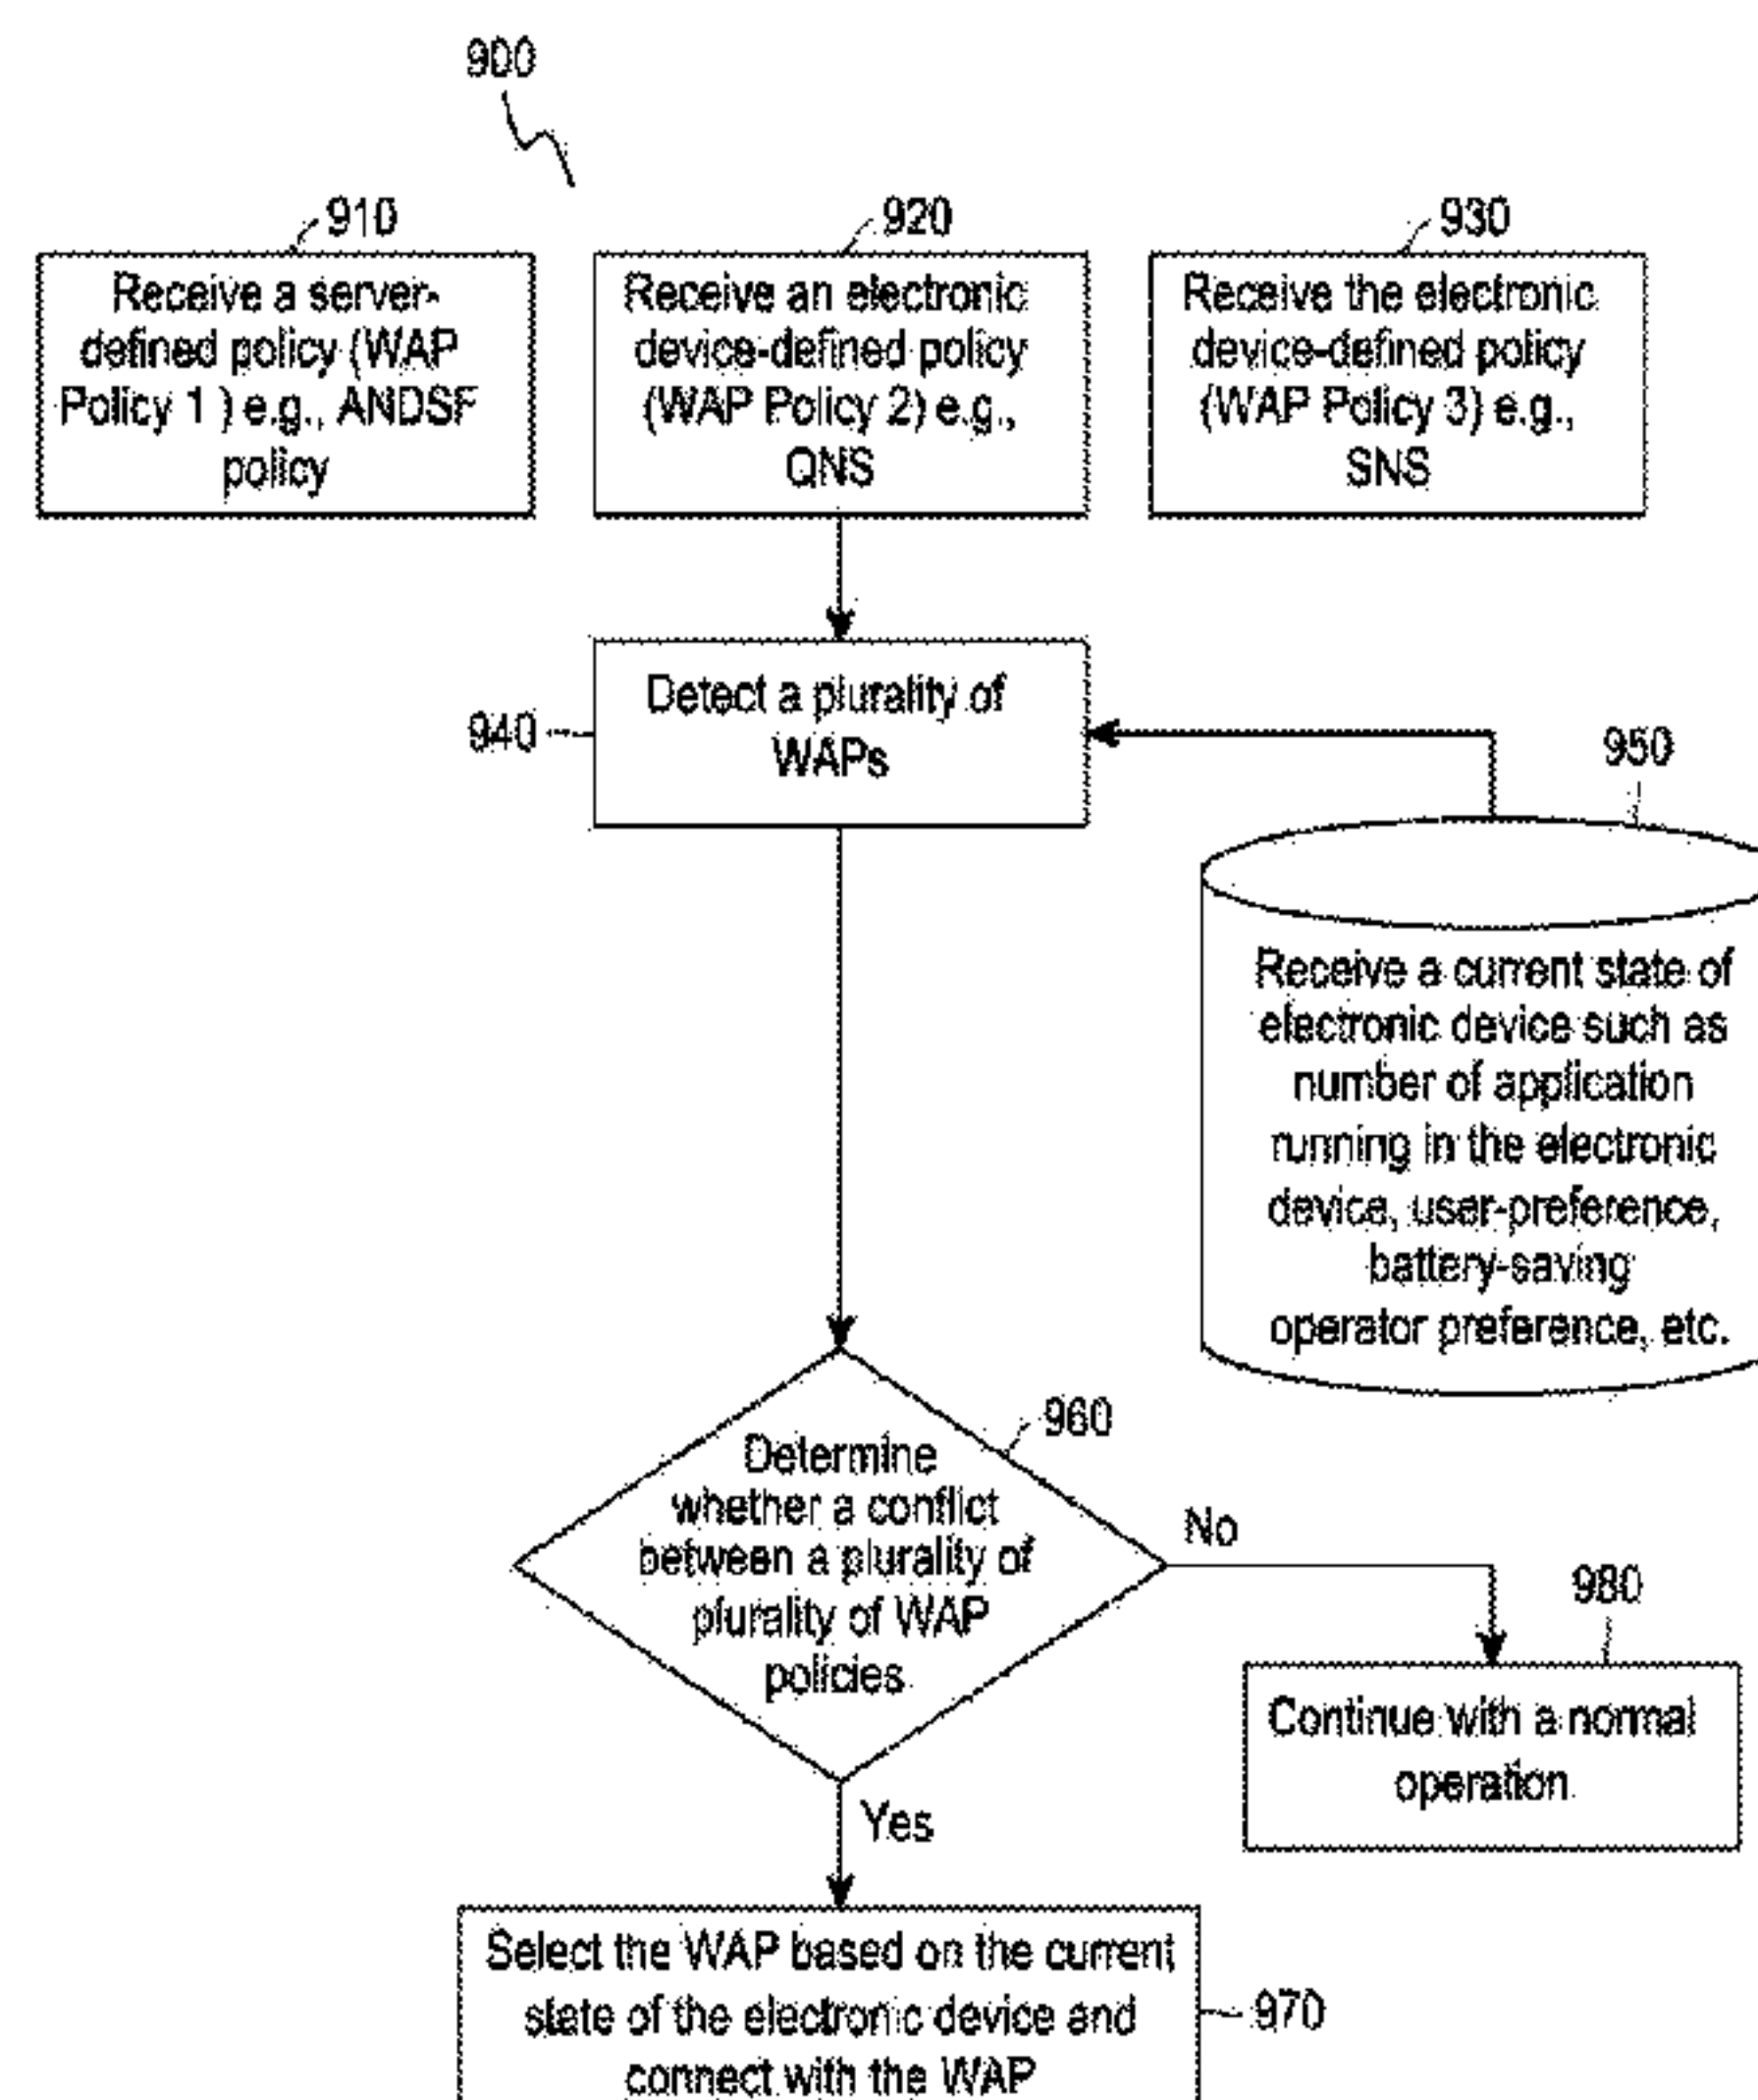 900
910
Receive a server-
defined policy (WAP
Policy 1 ) e.g., ANDSF
policy
920
Receive an electronic
device-defined policy
(WAP Policy 2) e.g.,
QNS
930
Receive the electronic
device-defined policy
(WAP Policy 3) e.g.,
SNS
940
Detect a plurality of
WAPs
950
Receive a current state of
electronic device such as
number of application
running in the electronic
device, user-preference,
battery-saving
operator preference, etc.
960
Determine
whether a conflict
between a plurality of
plurality of WAP
policies
No
980
Continue with a normal
operation
Yes
Select the WAP based on the current
state of the electronic device and
connect with the WAP
970